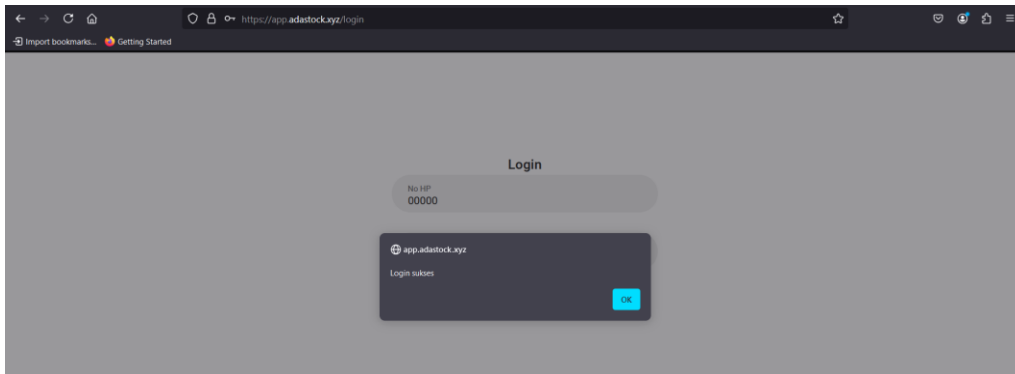 https://app.adastock.xyz/login
Import bookmarks... Getting Started
Login
No HP
00000
app.adastock.xyz
Login sukses
OK